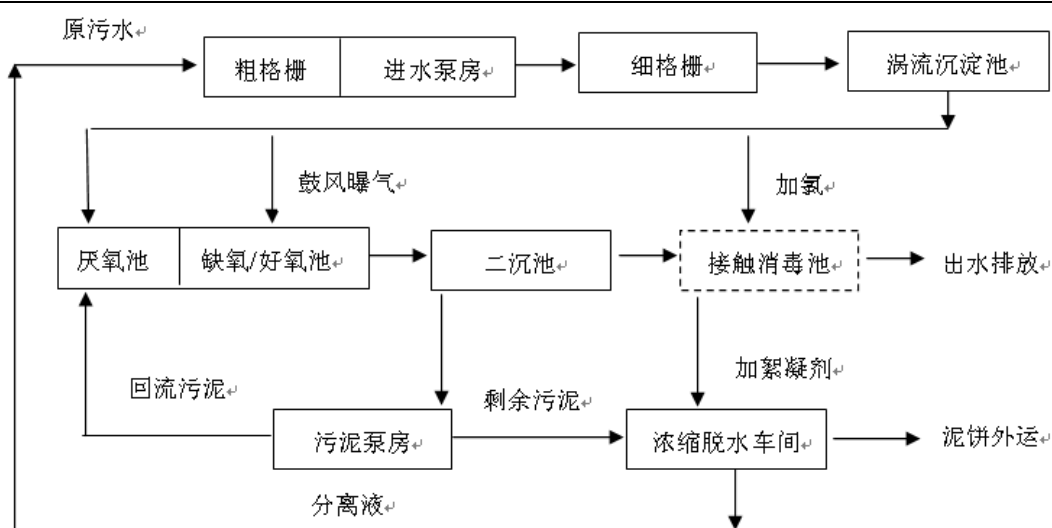 原污水
粗格栅
进水泵房
细格栅
涡流沉淀池
鼓风曝气
加氯
厌氧池
缺氧/好氧池
二沉池
接触消毒池
出水排放
回流污泥
剩余污泥
加絮凝剂
污泥泵房
浓缩脱水车间
泥饼外运
分离液